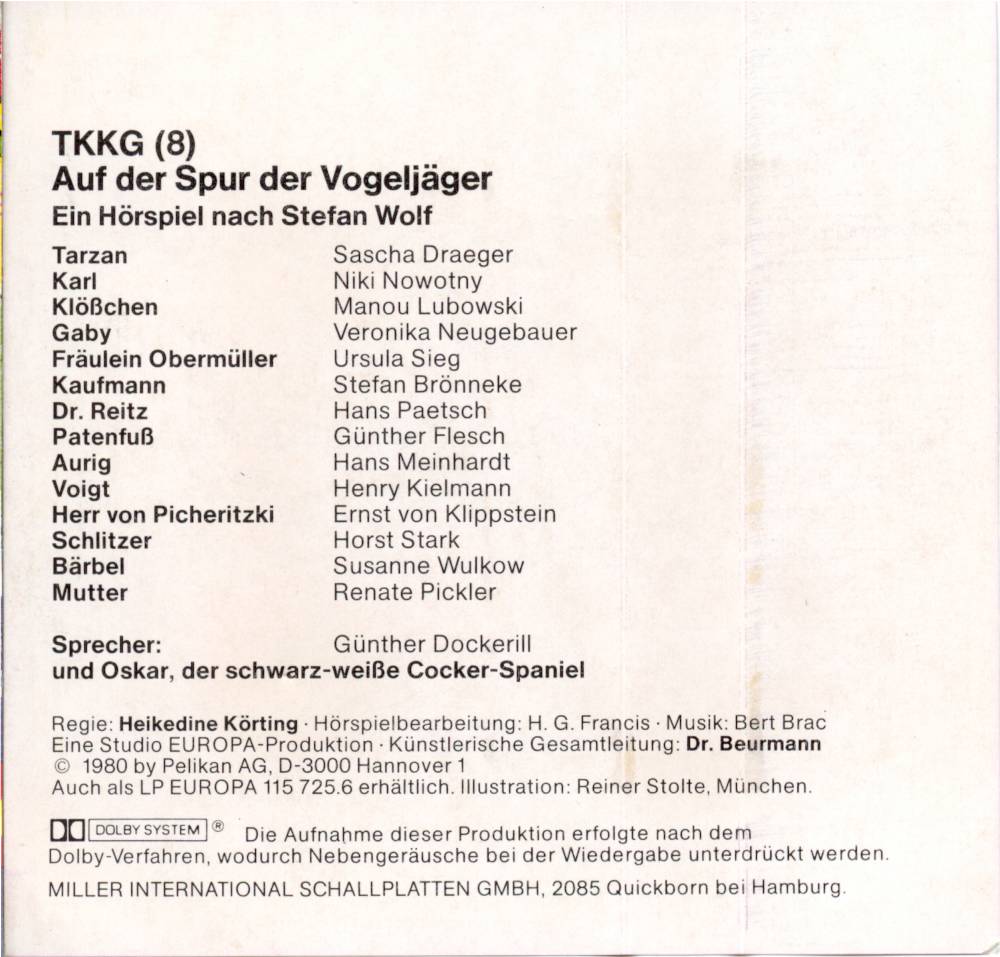 TKKG (8)
Auf der Spur der Vogeljäger
Ein Hörspiel nach Stefan Wolf
Tarzan Sascha Draeger
Karl Niki Nowotny
Klößchen Manou Lubowski
Gaby Veronika Neugebauer
Fräulein Obermüller Ursula Sieg
Kaufmann Stefan Brönneke
Dr. Reitz Hans Paetsch
Patenfuß Günther Flesch
Aurig Hans Meinhardt
Voigt Henry Kielmann
Herr von Picheritzki Ernst von Klippstein
Schlitzer Horst Stark
Bärbel Susanne Wulkow
Mutter Renate Pickler
Sprecher: Günther Dockerill
und Oskar, der schwarz-weiße Cocker-Spaniel
Regie: Heikedine Körting · Hörspielbearbeitung: H. G. Francis · Musik: Bert Brac
Eine Studio EUROPA-Produktion · Künstlerische Gesamtleitung: Dr. Beurmann
© 1980 by Pelikan AG, D-3000 Hannover 1
Auch als LP EUROPA 115 725.6 erhältlich. Illustration: Reiner Stolte, München.
DOLBY SYSTEM ® Die Aufnahme dieser Produktion erfolgte nach dem
Dolby-Verfahren, wodurch Nebengeräusche bei der Wiedergabe unterdrückt werden.
MILLER INTERNATIONAL SCHALLPLATTEN GMBH, 2085 Quickborn bei Hamburg.